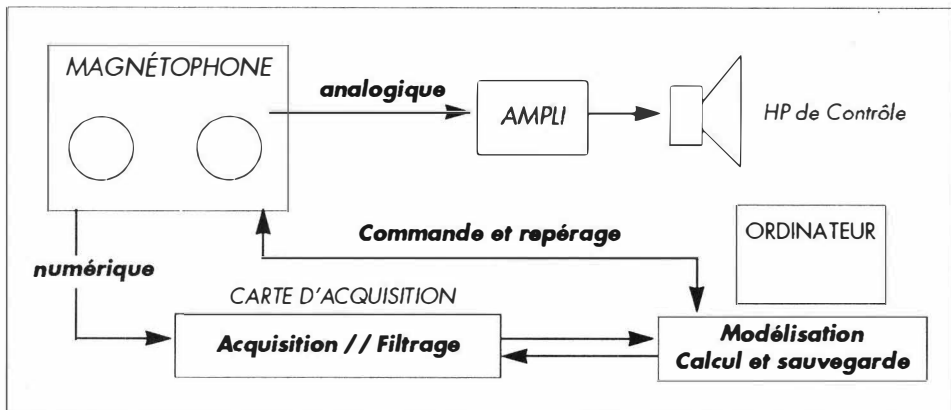 MAGNÉTOPHONE
analogique
AMPLI
HP de Contrôle
Commande et repérage
ORDINATEUR
numérique
CARTE D'ACQUISITION
Acquisition // Filtrage
Modélisation
Calcul et sauvegarde